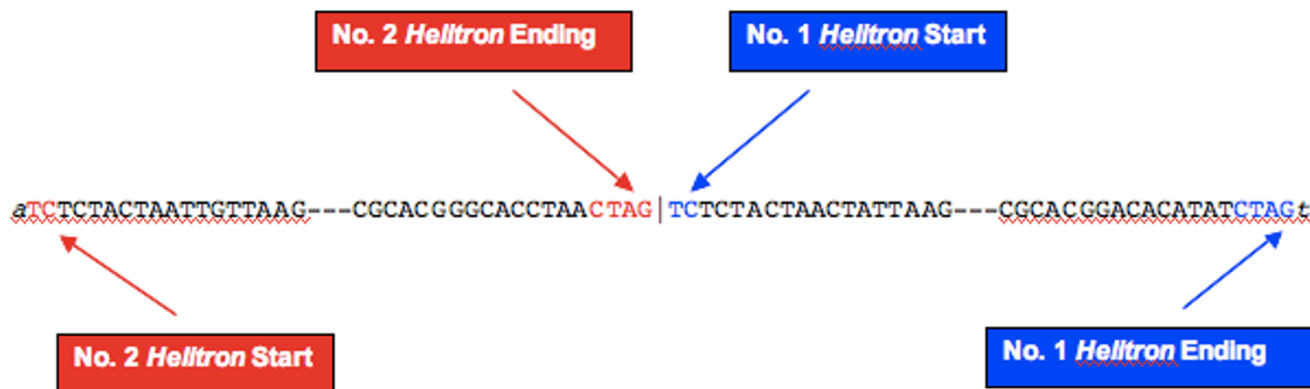 No. 2 Helitron Ending
No. 1 Helitron Start
aTCTCTACTAATTGTTAAG---CGCACGGGCACCTAACTAG|TCTCTACTAACTATTAAG---CGCACGGACACATATCTAGt
No. 2 Helitron Start
No. 1 Helitron Ending